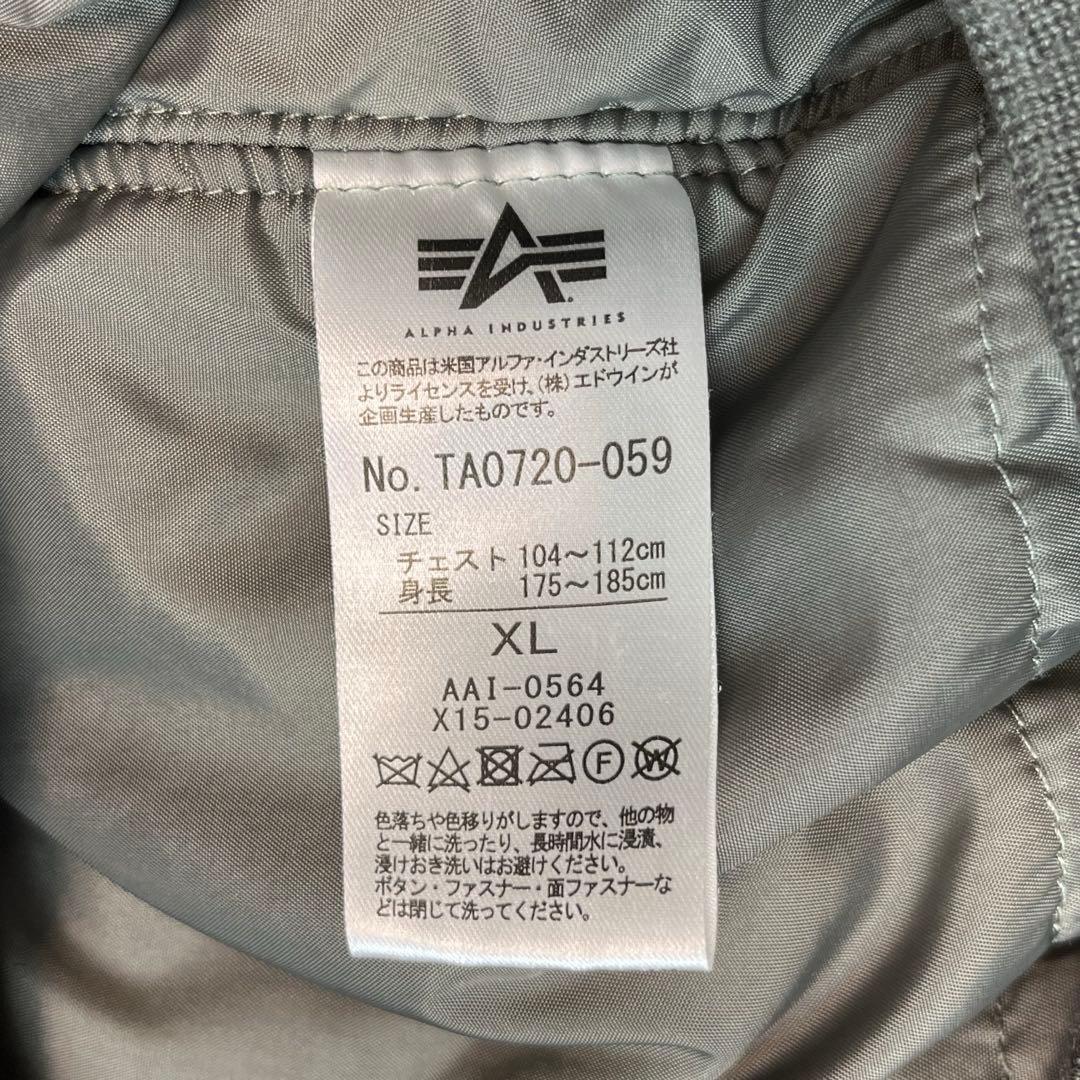 ALPHA INDUSTRIES
この商品は米国アルファ・インダストリーズ社
よりライセンスを受け、(株)エドウインが
企画生産したものです。
No. TA0720-059
SIZE
チェスト 104〜112cm
身長 175〜185cm
XL
AAI-0564
X15-02406
F W
色落ちや色移りがしますので、他の物
と一緒に洗ったり、長時間水に浸漬、
浸けおき洗いはお避けください。
ボタン・ファスナー・面ファスナーな
どは閉じて洗ってください。